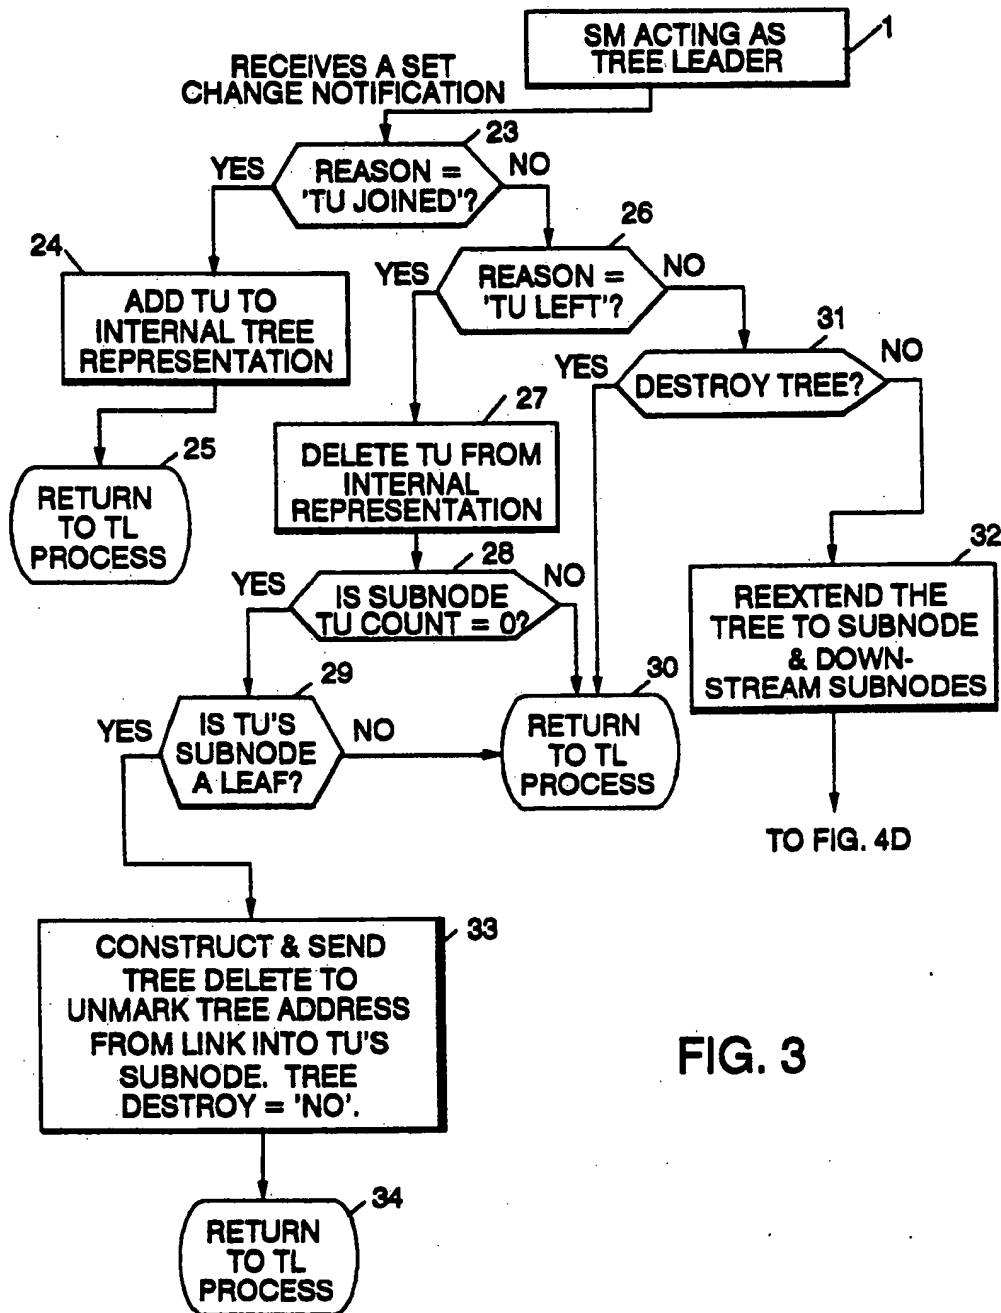 SM ACTING AS
TREE LEADER
1
RECEIVES A SET
CHANGE NOTIFICATION
23
YES
REASON =
'TU JOINED'?
NO
26
24
YES
REASON =
'TU LEFT'?
NO
ADD TU TO
INTERNAL TREE
REPRESENTATION
31
YES
DESTROY TREE?
NO
27
25
DELETE TU FROM
INTERNAL
REPRESENTATION
RETURN
TO TL
PROCESS
28
32
YES
IS SUBNODE
TU COUNT = 0?
NO
REEXTEND THE
TREE TO SUBNODE
& DOWN-
STREAM SUBNODES
29
30
YES
IS TU'S
SUBNODE
A LEAF?
NO
RETURN
TO TL
PROCESS
TO FIG. 4D
33
CONSTRUCT & SEND
TREE DELETE TO
UNMARK TREE ADDRESS
FROM LINK INTO TU'S
SUBNODE. TREE
DESTROY = 'NO'.
FIG. 3
34
RETURN
TO TL
PROCESS